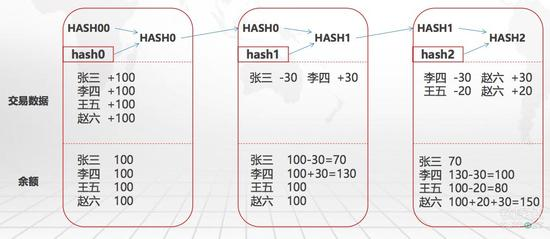 HASH00
HASH0
hash0
HASH0
HASH1
hash1
HASH1
HASH2
hash2
交易数据
张三 +100
李四 +100
王五 +100
赵六 +100
张三 -30 李四 +30
李四 -30 赵六 +30
王五 -20 赵六 +20
余额
张三 100
李四 100
王五 100
赵六 100
张三 100-30=70
李四 100+30=130
王五 100
赵六 100
张三 70
李四 130-30=100
王五 100-20=80
赵六 100+20+30=150